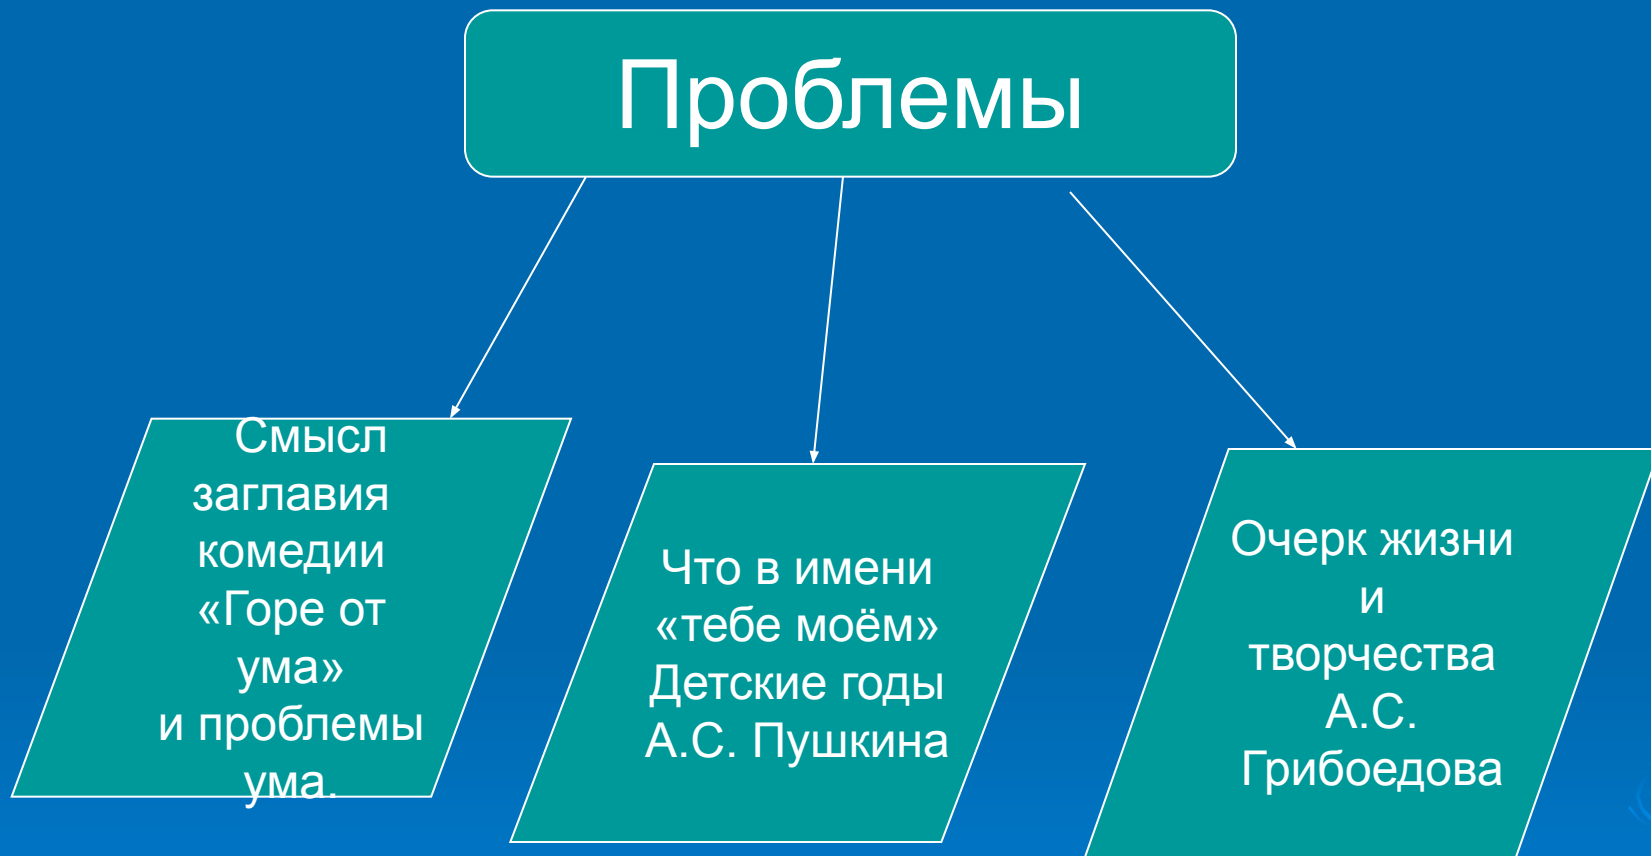 Проблемы
Смысл
заглавия
комедии
«Горе от
ума»
и проблемы
ума.
Что в имени
«тебе моём»
Детские годы
А.С. Пушкина
Очерк жизни
и
творчества
А.С.
Грибоедова